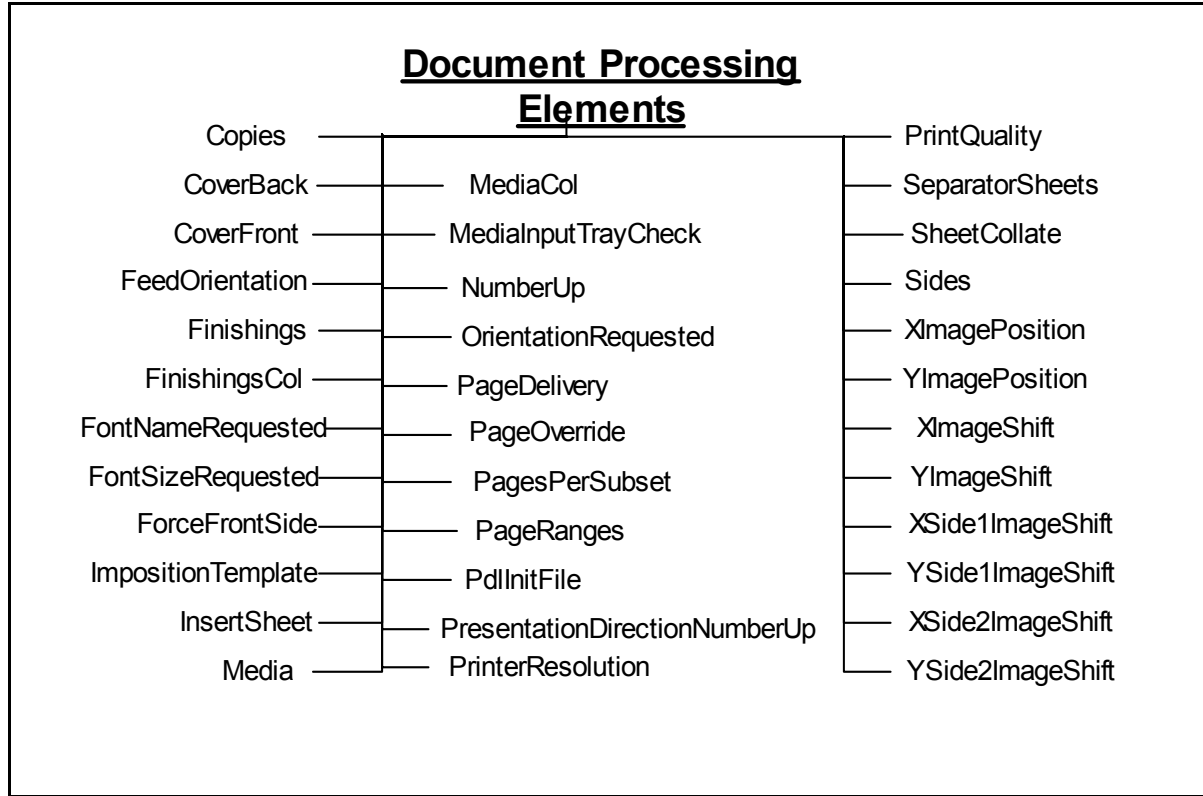 Document Processing
Elements
Copies
CoverBack
CoverFront
FeedOrientation
Finishings
FinishingsCol
FontNameRequested
FontSizeRequested
ForceFrontSide
ImpositionTemplate
InsertSheet
Media
MediaCol
MediaInputTrayCheck
NumberUp
OrientationRequested
PageDelivery
PageOverride
PagesPerSubset
PageRanges
PdlInitFile
PresentationDirectionNumberUp
PrinterResolution
PrintQuality
SeparatorSheets
SheetCollate
Sides
XImagePosition
YImagePosition
XImageShift
YImageShift
XSide1ImageShift
YSide1ImageShift
XSide2ImageShift
YSide2ImageShift